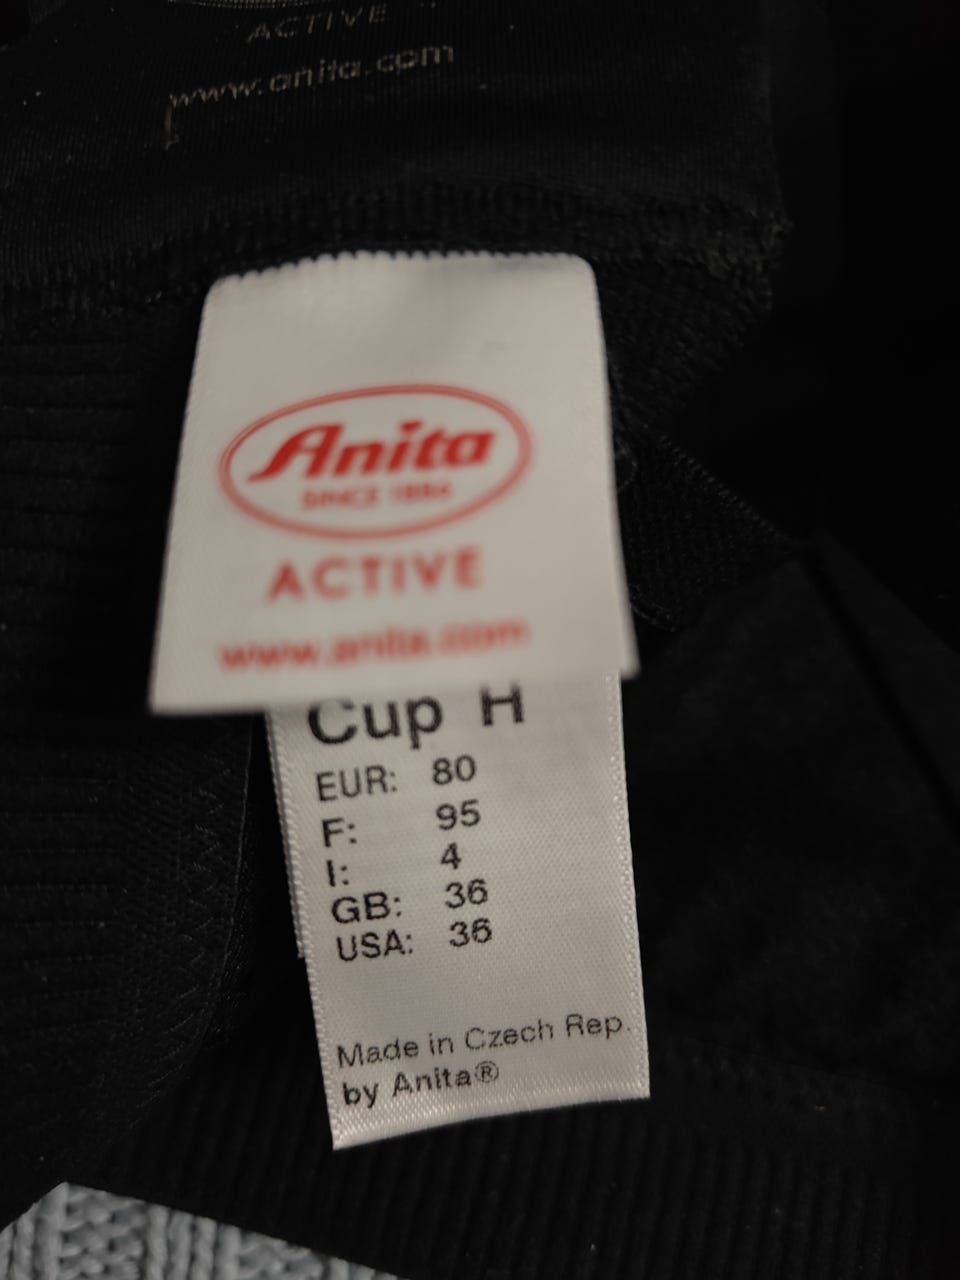 ACTIVE
www.anita.com
Anita
SINCE 1886
ACTIVE
www.anita.com
Cup H
EUR: 80
F: 95
I: 4
GB: 36
USA: 36
Made in Czech Rep.
by Anita®